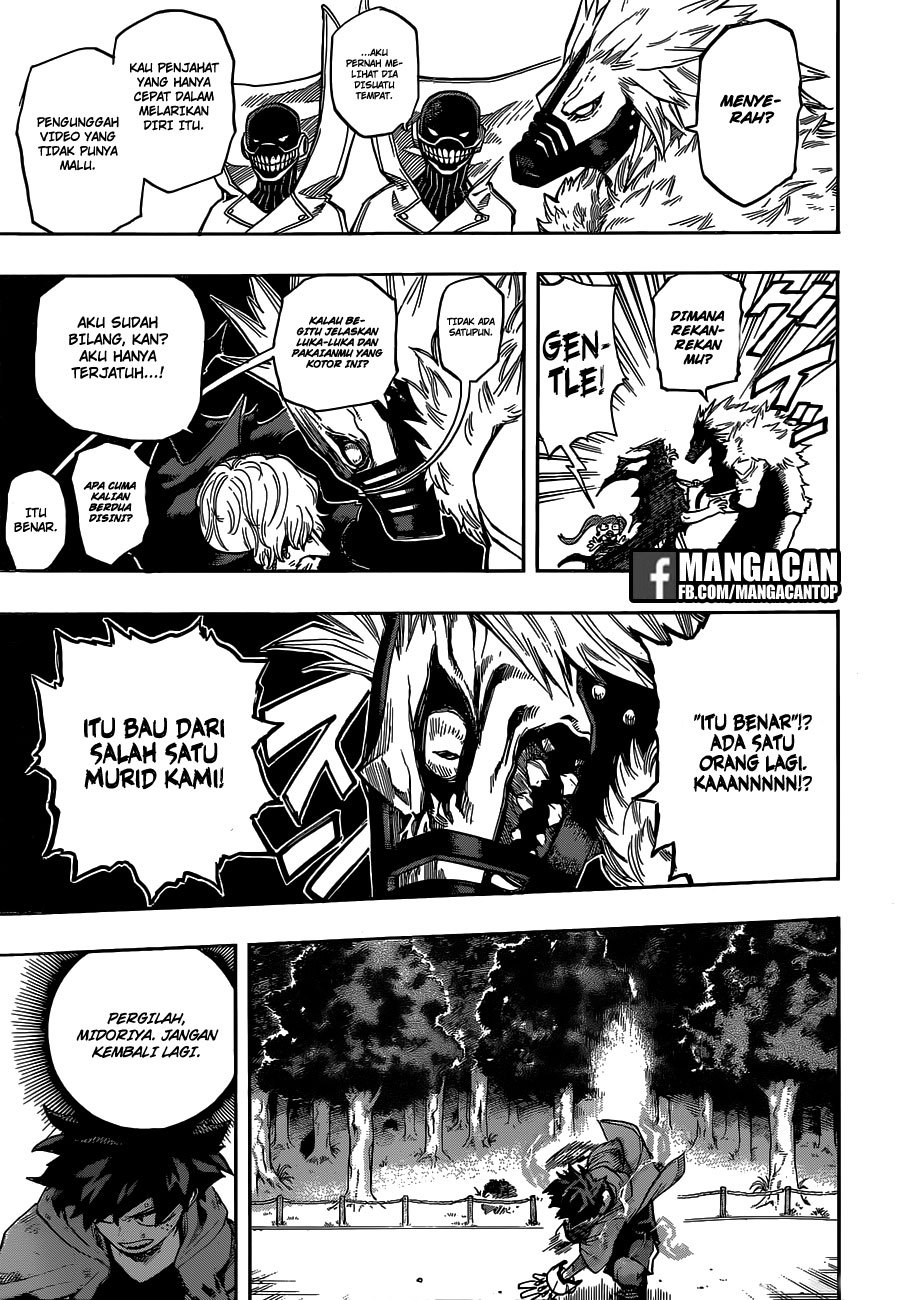 MENYE-
RAH?
...AKU
PERNAH ME-
LIHAT DIA
DISUATU
TEMPAT.
KAU PENJAHAT
YANG HANYA
CEPAT DALAM
MELARIKAN
DIRI ITU.
PENGUNGGAH
VIDEO YANG
TIDAK PUNYA
MALU.
DIMANA
REKAN-
REKAN
MU?
GEN-
TLE!
TIDAK ADA
SATUPUN.
KALAU BE-
GITU JELASKAN
LUKA-LUKA DAN
PAKAIANMU YANG
KOTOR INI?
AKU SUDAH
BILANG, KAN?
AKU HANYA
TERJATUH...!
APA CUMA
KALIAN
BERDUA
DISINI?
ITU
BENAR.
MANGACAN
FB.COM/MANGACANTOP
"ITU BENAR"!?
ADA SATU
ORANG LAGI.
KAAANNNNN!?
ITU BAU DARI
SALAH SATU
MURID KAMI!
PERGILAH,
MIDORIYA. JANGAN
KEMBALI LAGI.